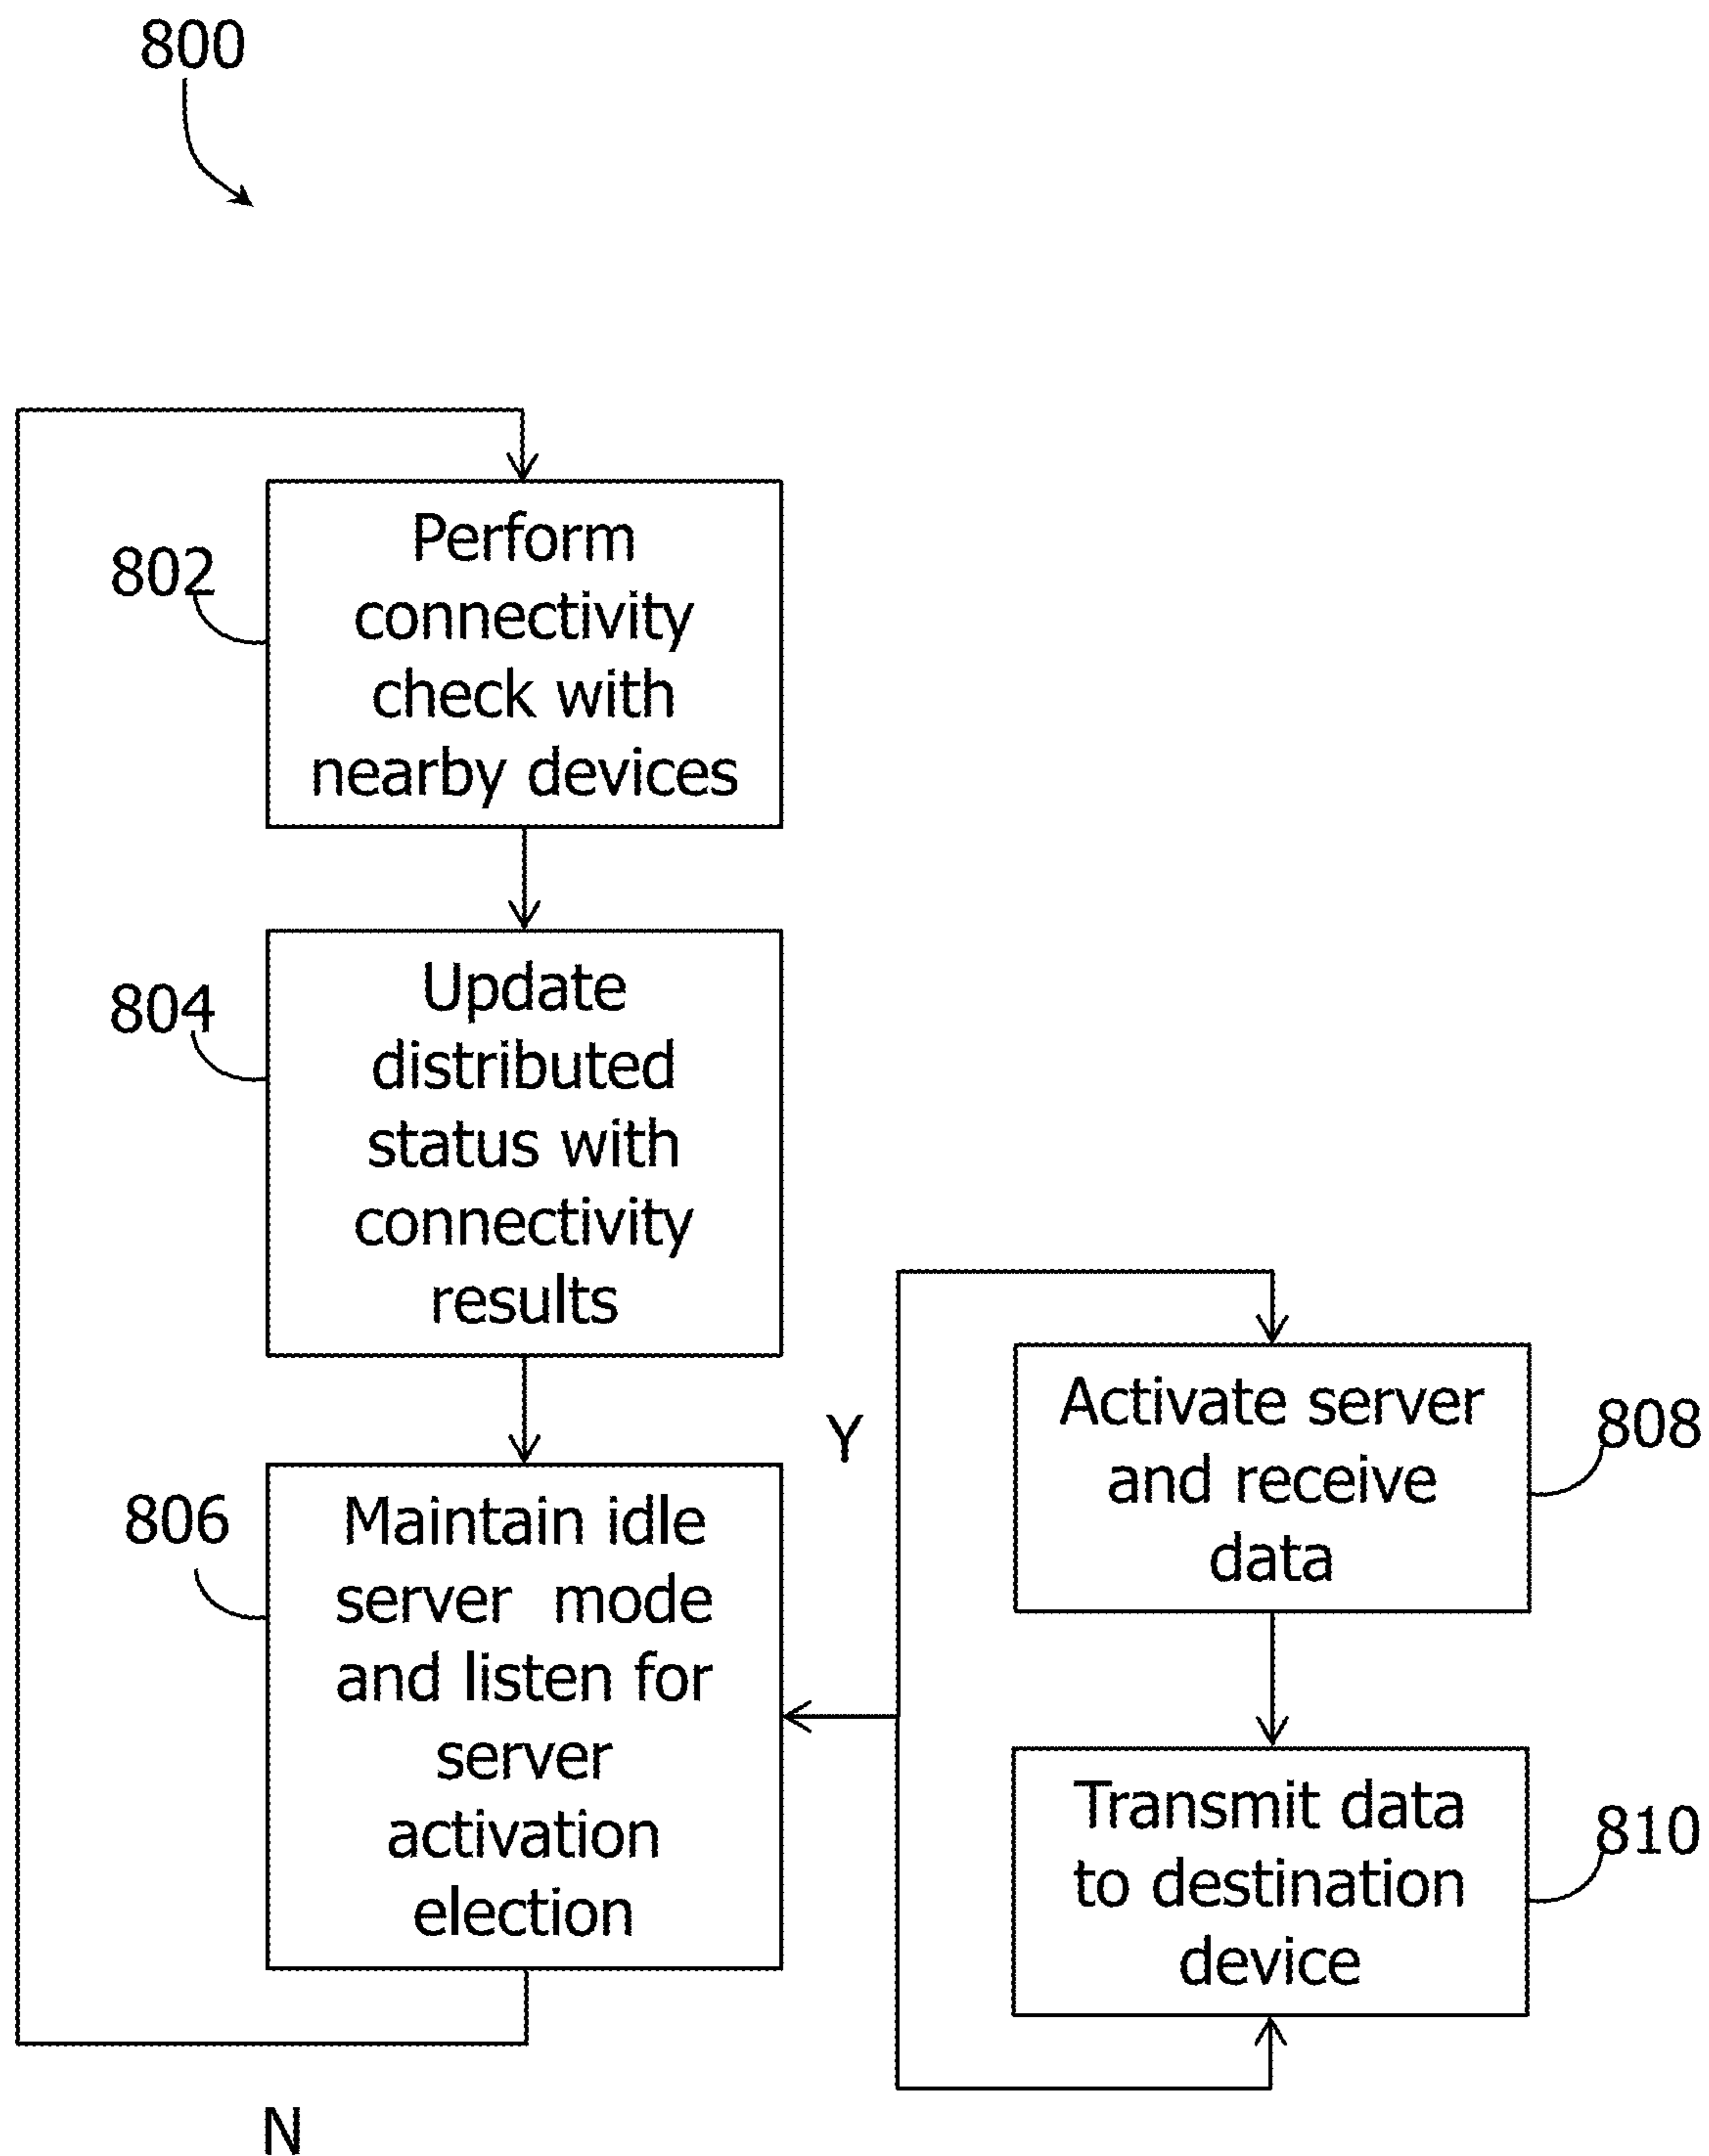 800
802
Perform
connectivity
check with
nearby devices
804
Update
distributed
status with
connectivity
results
806
Maintain idle
server mode
and listen for
server
activation
election
Y
N
Activate server
and receive
data
808
Transmit data
to destination
device
810